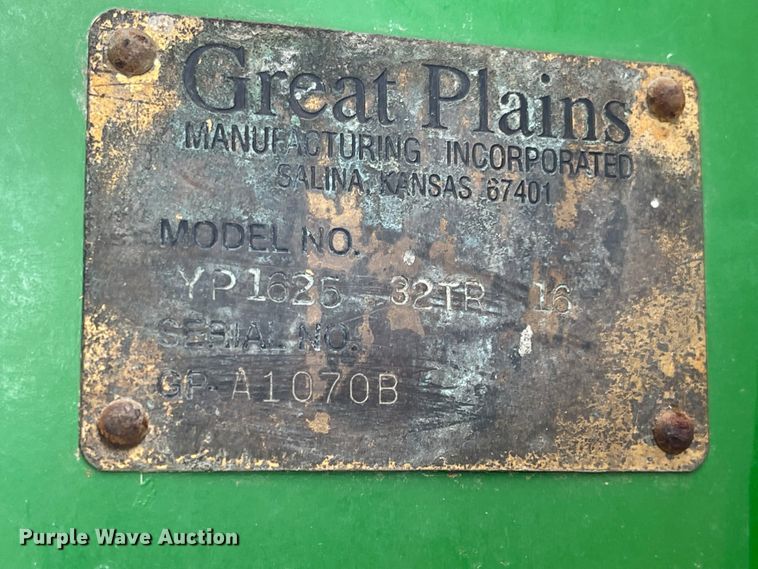 Great Plains
MANUFACTURING INCORPORATED
SALINA, KANSAS 67401
MODEL NO.
YP1625 32TR 16
SERIAL NO.
GP-A1070B
Purple Wave Auction